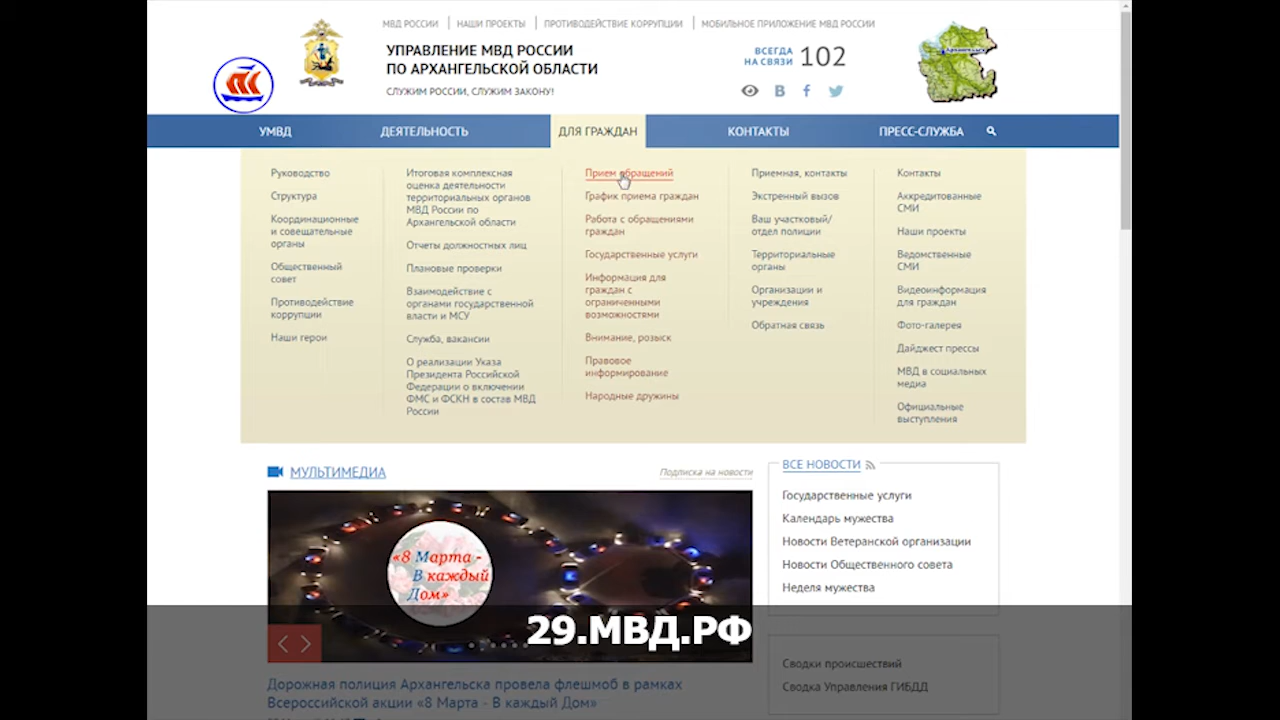 МВД РОССИИ
НАШИ ПРОЕКТЫ
ПРОТИВОДЕЙСТВИЕ КОРРУПЦИИ
МОБИЛЬНОЕ ПРИЛОЖЕНИЕ МВД РОССИИ
УПРАВЛЕНИЕ МВД РОССИИ
ПО АРХАНГЕЛЬСКОЙ ОБЛАСТИ
СЛУЖИМ РОССИИ, СЛУЖИМ ЗАКОНУ!
ВСЕГДА
НА СВЯЗИ
102
Архангельск
УМВД
ДЕЯТЕЛЬНОСТЬ
ДЛЯ ГРАЖДАН
КОНТАКТЫ
ПРЕСС-СЛУЖБА
Руководство
Структура
Координационные
и совещательные
органы
Общественный
совет
Противодействие
коррупции
Наши герои
Итоговая комплексная
оценка деятельности
территориальных органов
МВД России по
Архангельской области
Отчеты должностных лиц
Плановые проверки
Взаимодействие с
органами государственной
власти и МСУ
Служба, вакансии
О реализации Указа
Президента Российской
Федерации о включении
ФМС и ФСКН в состав МВД
России
Прием обращений
График приема граждан
Работа с обращениями
граждан
Государственные услуги
Информация для
граждан с
ограниченными
возможностями
Внимание, розыск
Правовое
информирование
Народные дружины
Приемная, контакты
Экстренный вызов
Ваш участковый/
отдел полиции
Территориальные
органы
Организации и
учреждения
Обратная связь
Контакты
Аккредитованные
СМИ
Наши проекты
Ведомственные
СМИ
Видеоинформация
для граждан
Фото-галерея
Дайджест прессы
МВД в социальных
медиа
Официальные
выступления
МУЛЬТИМЕДИА
Подписка на новости
«8 Марта -
В каждый
Дом»
Дорожная полиция Архангельска провела флешмоб в рамках
Всероссийской акции «8 Марта - В каждый Дом»
ВСЕ НОВОСТИ
Государственные услуги
Календарь мужества
Новости Ветеранской организации
Новости Общественного совета
Неделя мужества
Сводки происшествий
Сводка Управления ГИБДД
29.МВД.РФ